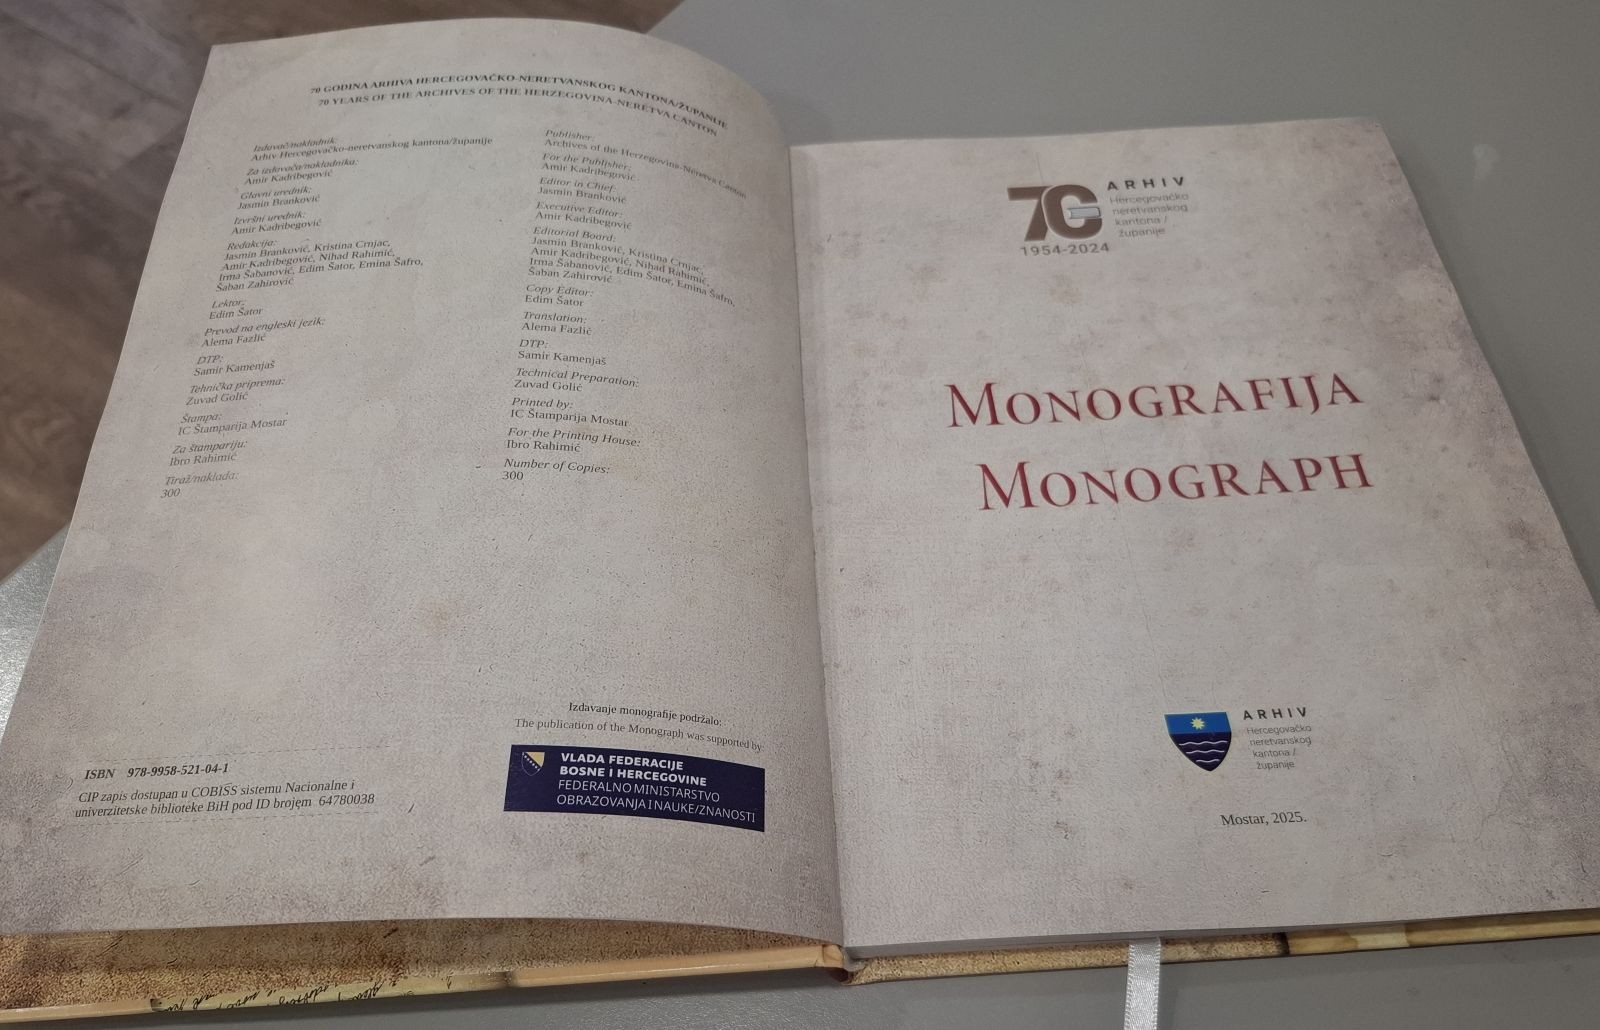 70 GODINA ARHIVA HERCEGOVAČKO-NERETVANSKOG KANTONA/ŽUPANIJE
70 YEARS OF THE ARCHIVES OF THE HERZEGOVINA-NERETVA CANTON
Izdavač/nakladnik:
Arhiv Hercegovačko-neretvanskog kantona/županije
Za izdavača/nakladnika:
Amir Kadribegović
Glavni urednik:
Jasmin Branković
Izvršni urednik:
Amir Kadribegović
Redakcija:
Jasmin Branković, Kristina Crnjac,
Amir Kadribegović, Nihad Rahimić,
Irma Šabanović, Edim Šator, Emina Šafro,
Šaban Zahirović
Lektor:
Edim Šator
Prevod na engleski jezik:
Alema Fazlić
DTP:
Samir Kamenjaš
Tehnička priprema:
Zuvad Golić
Štampa:
IC Štamparija Mostar
Za štampariju:
Ibro Rahimić
Tiraž/naklada:
300
Publisher:
Archives of the Herzegovina-Neretva Canton
For the Publisher:
Amir Kadribegović
Editor in Chief:
Jasmin Branković
Executive Editor:
Amir Kadribegović
Editorial Board:
Jasmin Branković, Kristina Crnjac,
Amir Kadribegović, Nihad Rahimić,
Irma Šabanović, Edim Šator, Emina Šafro,
Šaban Zahirović
Copy Editor:
Edim Šator
Translation:
Alema Fazlić
DTP:
Samir Kamenjaš
Technical Preparation:
Zuvad Golić
Printed by:
IC Štamparija Mostar
For the Printing House:
Ibro Rahimić
Number of Copies:
300
ISBN 978-9958-521-04-1
CIP zapis dostupan u COBISS sistemu Nacionalne i
univerzitetske biblioteke BiH pod ID brojem 64780038
Izdavanje monografije podržalo:
The publication of the Monograph was supported by:
VLADA FEDERACIJE
BOSNE I HERCEGOVINE
FEDERALNO MINISTARSTVO
OBRAZOVANJA I NAUKE/ZNANOSTI
70
1954-2024
ARHIV
Hercegovačko
neretvanskog
kantona /
županije
MONOGRAFIJA
MONOGRAPH
ARHIV
Hercegovačko
neretvanskog
kantona /
županije
Mostar, 2025.